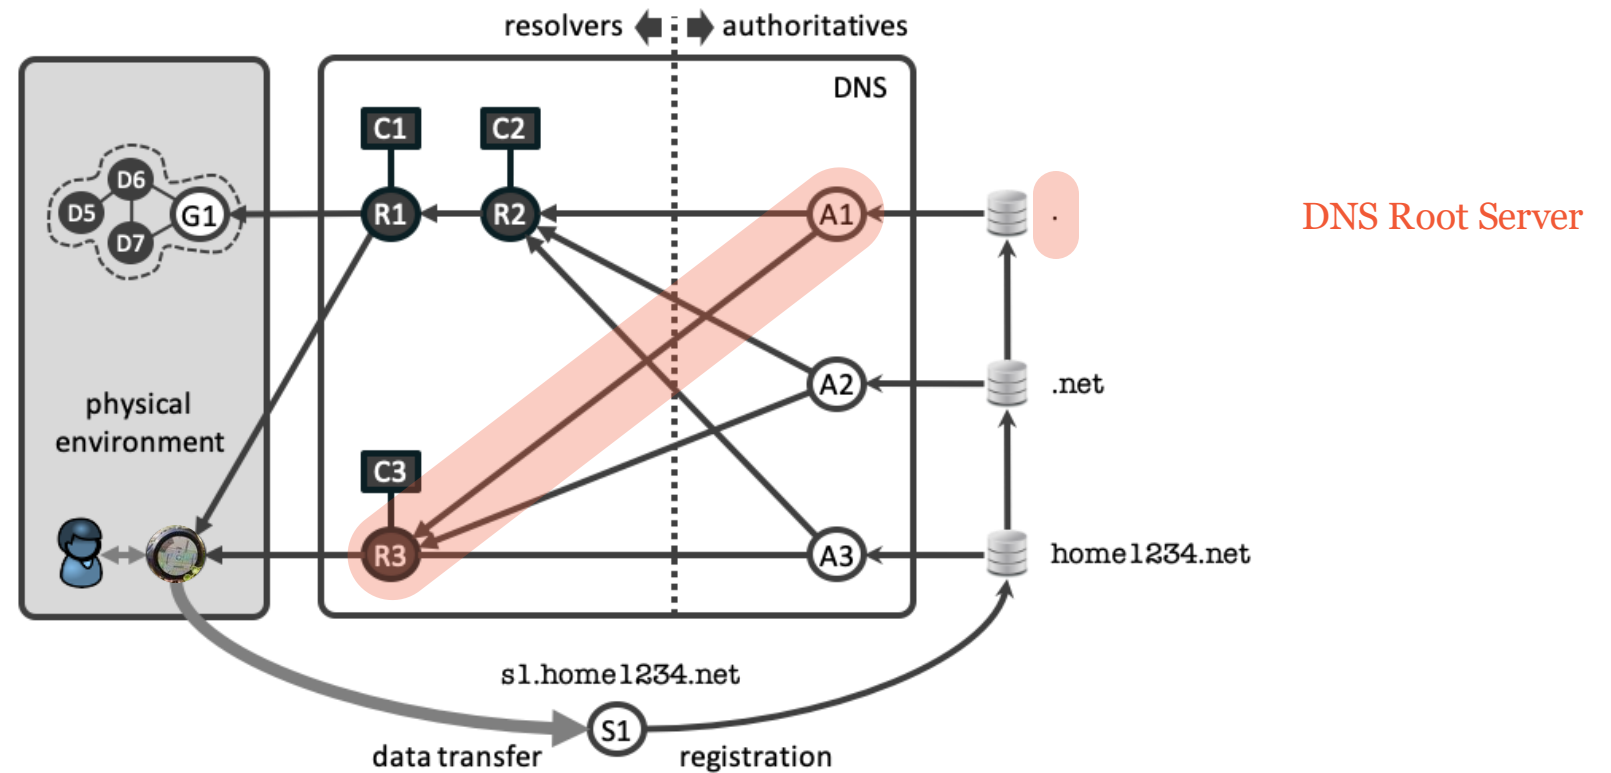 resolvers
authoritatives
DNS
C1
C2
D6
D5
G1
D7
R1
R2
A1
.
DNS Root Server
A2
.net
physical
environment
C3
R3
A3
home1234.net
s1.home1234.net
S1
data transfer
registration